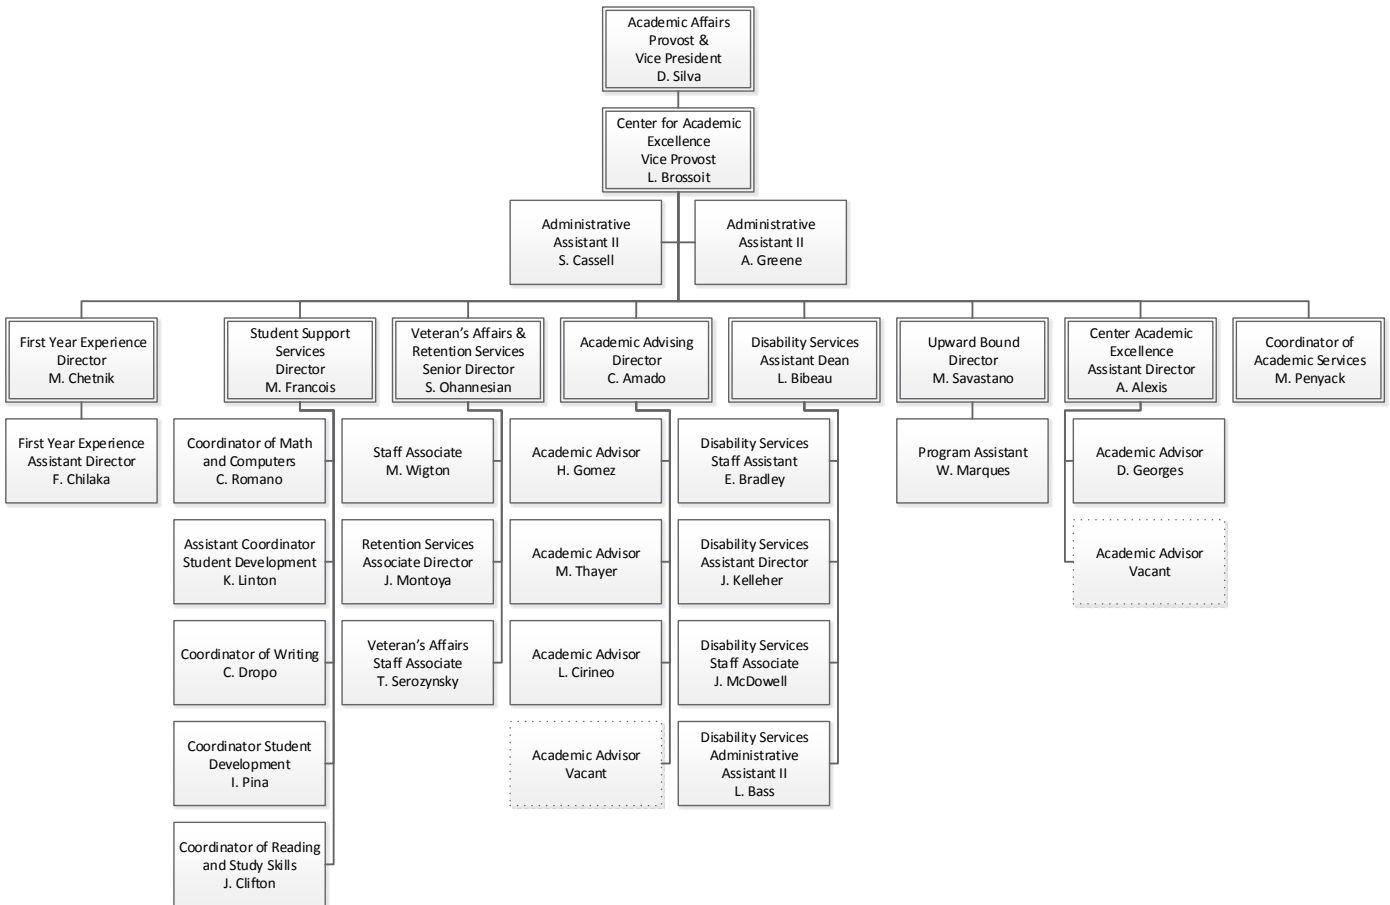 Academic Affairs
Provost &
Vice President
D. Silva
Center for Academic
Excellence
Vice Provost
L. Brossoit
Administrative
Assistant II
S. Cassell
Administrative
Assistant II
A. Greene
First Year Experience
Director
M. Chetnik
Student Support
Services
Director
M. Francois
Veteran's Affairs &
Retention Services
Senior Director
S. Ohannesian
Academic Advising
Director
C. Amado
Disability Services
Assistant Dean
L. Bibeau
Upward Bound
Director
M. Savastano
Center Academic
Excellence
Assistant Director
A. Alexis
Coordinator of
Academic Services
M. Penyack
First Year Experience
Assistant Director
F. Chilaka
Coordinator of Math
and Computers
C. Romano
Staff Associate
M. Wigton
Academic Advisor
H. Gomez
Disability Services
Staff Assistant
E. Bradley
Program Assistant
W. Marques
Academic Advisor
D. Georges
Assistant Coordinator
Student Development
K. Linton
Retention Services
Associate Director
J. Montoya
Academic Advisor
M. Thayer
Disability Services
Assistant Director
J. Kelleher
Academic Advisor
Vacant
Coordinator of Writing
C. Dropo
Veteran's Affairs
Staff Associate
T. Serozynsky
Academic Advisor
L. Cirineo
Disability Services
Staff Associate
J. McDowell
Coordinator Student
Development
I. Pina
Academic Advisor
Vacant
Disability Services
Administrative
Assistant II
L. Bass
Coordinator of Reading
and Study Skills
J. Clifton